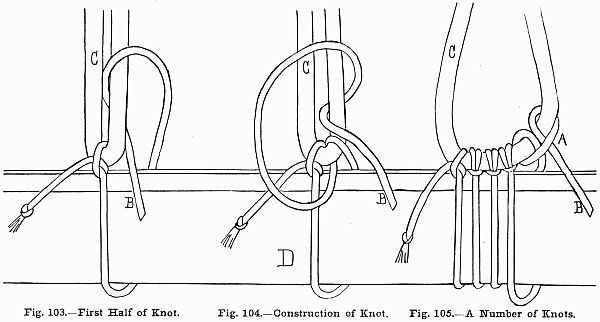 C
C
C
A
B
B
B
D
Fig. 103.—First Half of Knot.
Fig. 104.—Construction of Knot.
Fig. 105.—A Number of Knots.